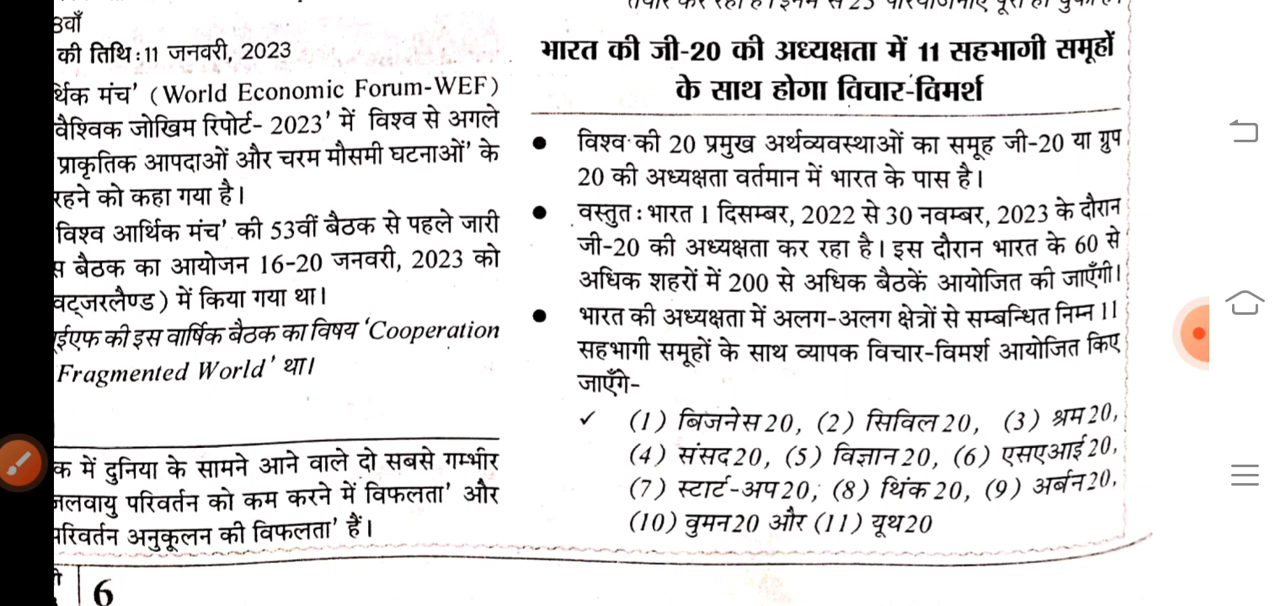 8वाँ
की तिथि : 11 जनवरी, 2023
र्थिक मंच' (World Economic Forum-WEF)
वैश्विक जोखिम रिपोर्ट- 2023' में विश्व से अगले
प्राकृतिक आपदाओं और चरम मौसमी घटनाओं' के
रहने को कहा गया है।
विश्व आर्थिक मंच' की 53वीं बैठक से पहले जारी
स बैठक का आयोजन 16-20 जनवरी, 2023 को
वट्जरलैण्ड) में किया गया था।
ईएफ की इस वार्षिक बैठक का विषय 'Cooperation
Fragmented World' था।
क में दुनिया के सामने आने वाले दो सबसे गम्भीर
जलवायु परिवर्तन को कम करने में विफलता' और
परिवर्तन अनुकूलन की विफलता' हैं।
6
भारत की जी-20 की अध्यक्षता में 11 सहभागी समूहों
के साथ होगा विचार-विमर्श
● विश्व की 20 प्रमुख अर्थव्यवस्थाओं का समूह जी-20 या ग्रुप
20 की अध्यक्षता वर्तमान में भारत के पास है।
● वस्तुतः भारत 1 दिसम्बर, 2022 से 30 नवम्बर, 2023 के दौरान
जी-20 की अध्यक्षता कर रहा है। इस दौरान भारत के 60 से
अधिक शहरों में 200 से अधिक बैठकें आयोजित की जाएँगी।
● भारत की अध्यक्षता में अलग-अलग क्षेत्रों से सम्बन्धित निम्न 11
सहभागी समूहों के साथ व्यापक विचार-विमर्श आयोजित किए
जाएँगे-
✓ (1) बिजनेस20, (2) सिविल20, (3) श्रम20,
(4) संसद20, (5) विज्ञान20, (6) एसएआई20,
(7) स्टार्ट-अप20, (8) थिंक20, (9) अर्बन20,
(10) वुमन20 और (11) यूथ20